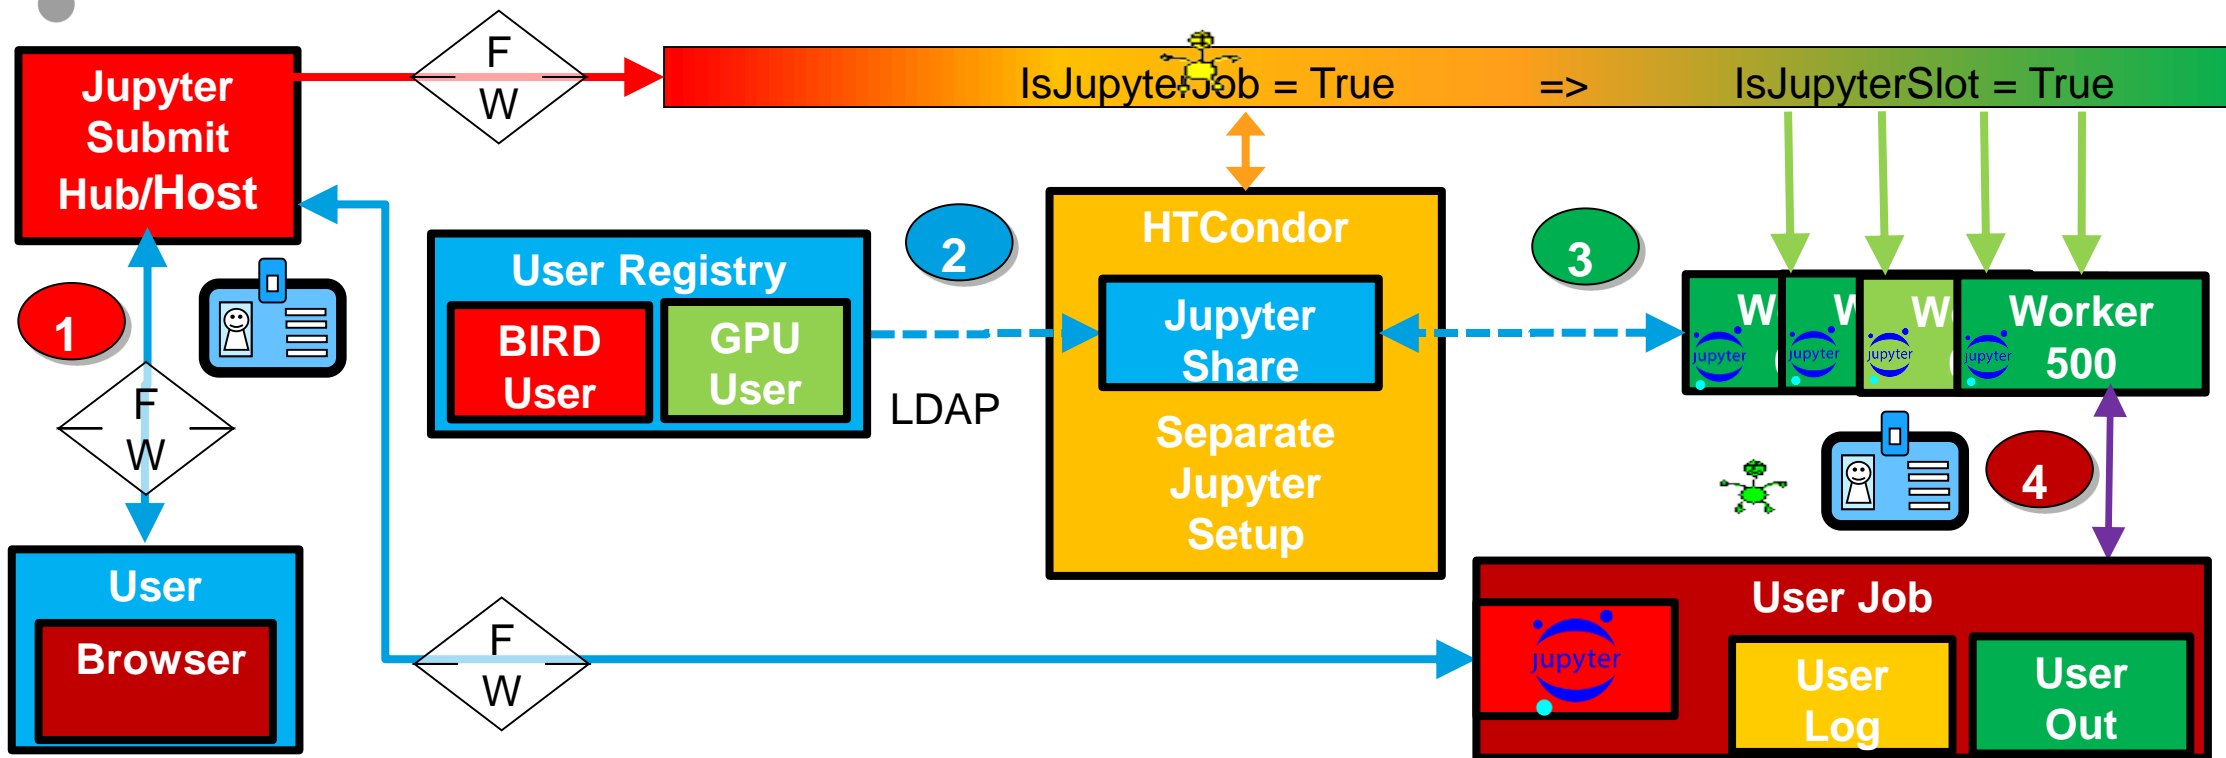 F
W
IsJupyterJob = True => IsJupyterSlot = True
Jupyter
Submit
Hub/Host
1
F
W
User
Browser
User Registry
BIRD
User
GPU
User
2
LDAP
HTCondor
Jupyter
Share
Separate
Jupyter
Setup
3
W
jupyter
W
jupyter
W
jupyter
Worker
500
jupyter
4
F
W
User Job
jupyter
User
Log
User
Out